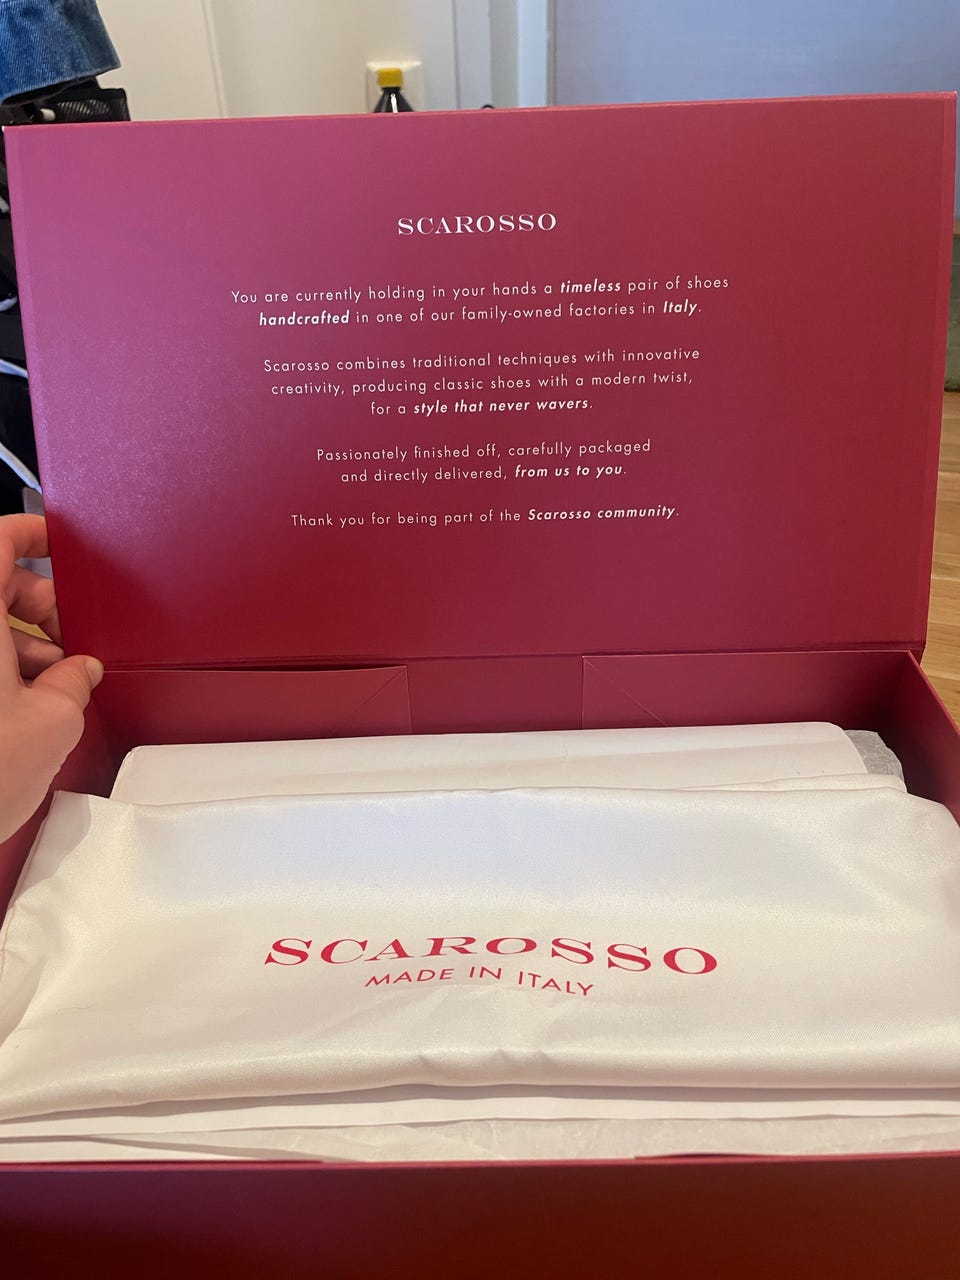 SCAROSSO
You are currently holding in your hands a timeless pair of shoes
handcrafted in one of our family-owned factories in Italy.
Scarosso combines traditional techniques with innovative
creativity, producing classic shoes with a modern twist,
for a style that never wavers.
Passionately finished off, carefully packaged
and directly delivered, from us to you.
Thank you for being part of the Scarosso community.
SCAROSSO
MADE IN ITALY